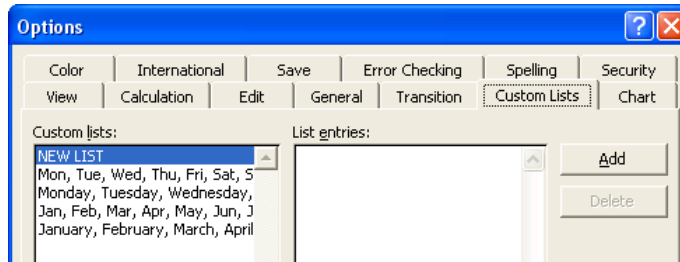 Options
Color International Save Error Checking Spelling Security
View Calculation Edit General Transition Custom Lists Chart
Custom lists: List entries:
NEW LIST
Add
Mon, Tue, Wed, Thu, Fri, Sat, S
Monday, Tuesday, Wednesday,
Delete
Jan, Feb, Mar, Apr, May, Jun, J
January, February, March, April